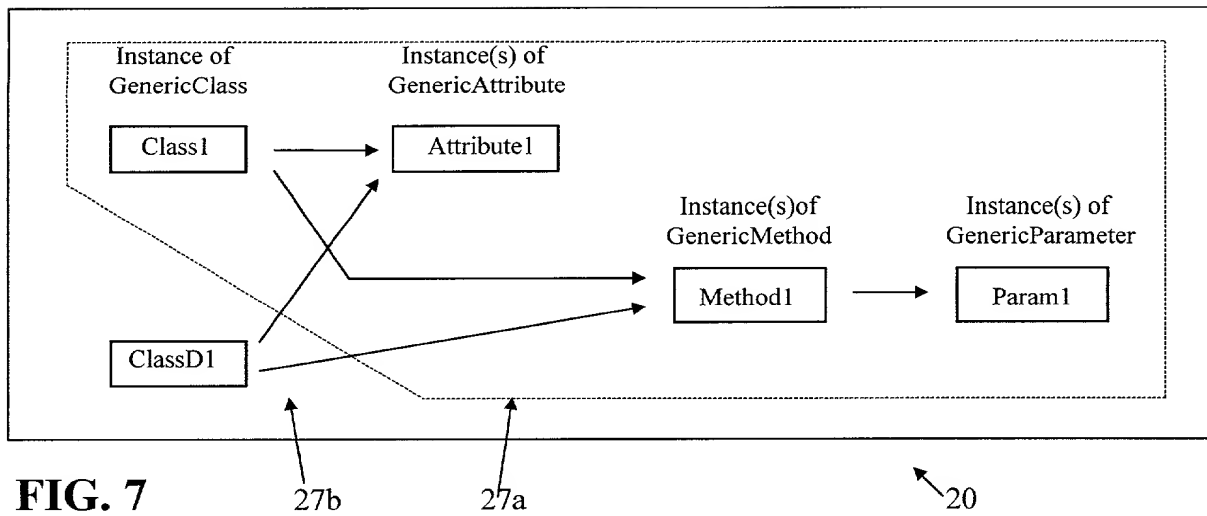 Instance of
GenericClass
Instance(s) of
GenericAttribute
Class1
Attribute1
Instance(s)of
GenericMethod
Instance(s) of
GenericParameter
Method1
Param1
ClassD1
FIG. 7
27b
27a
20